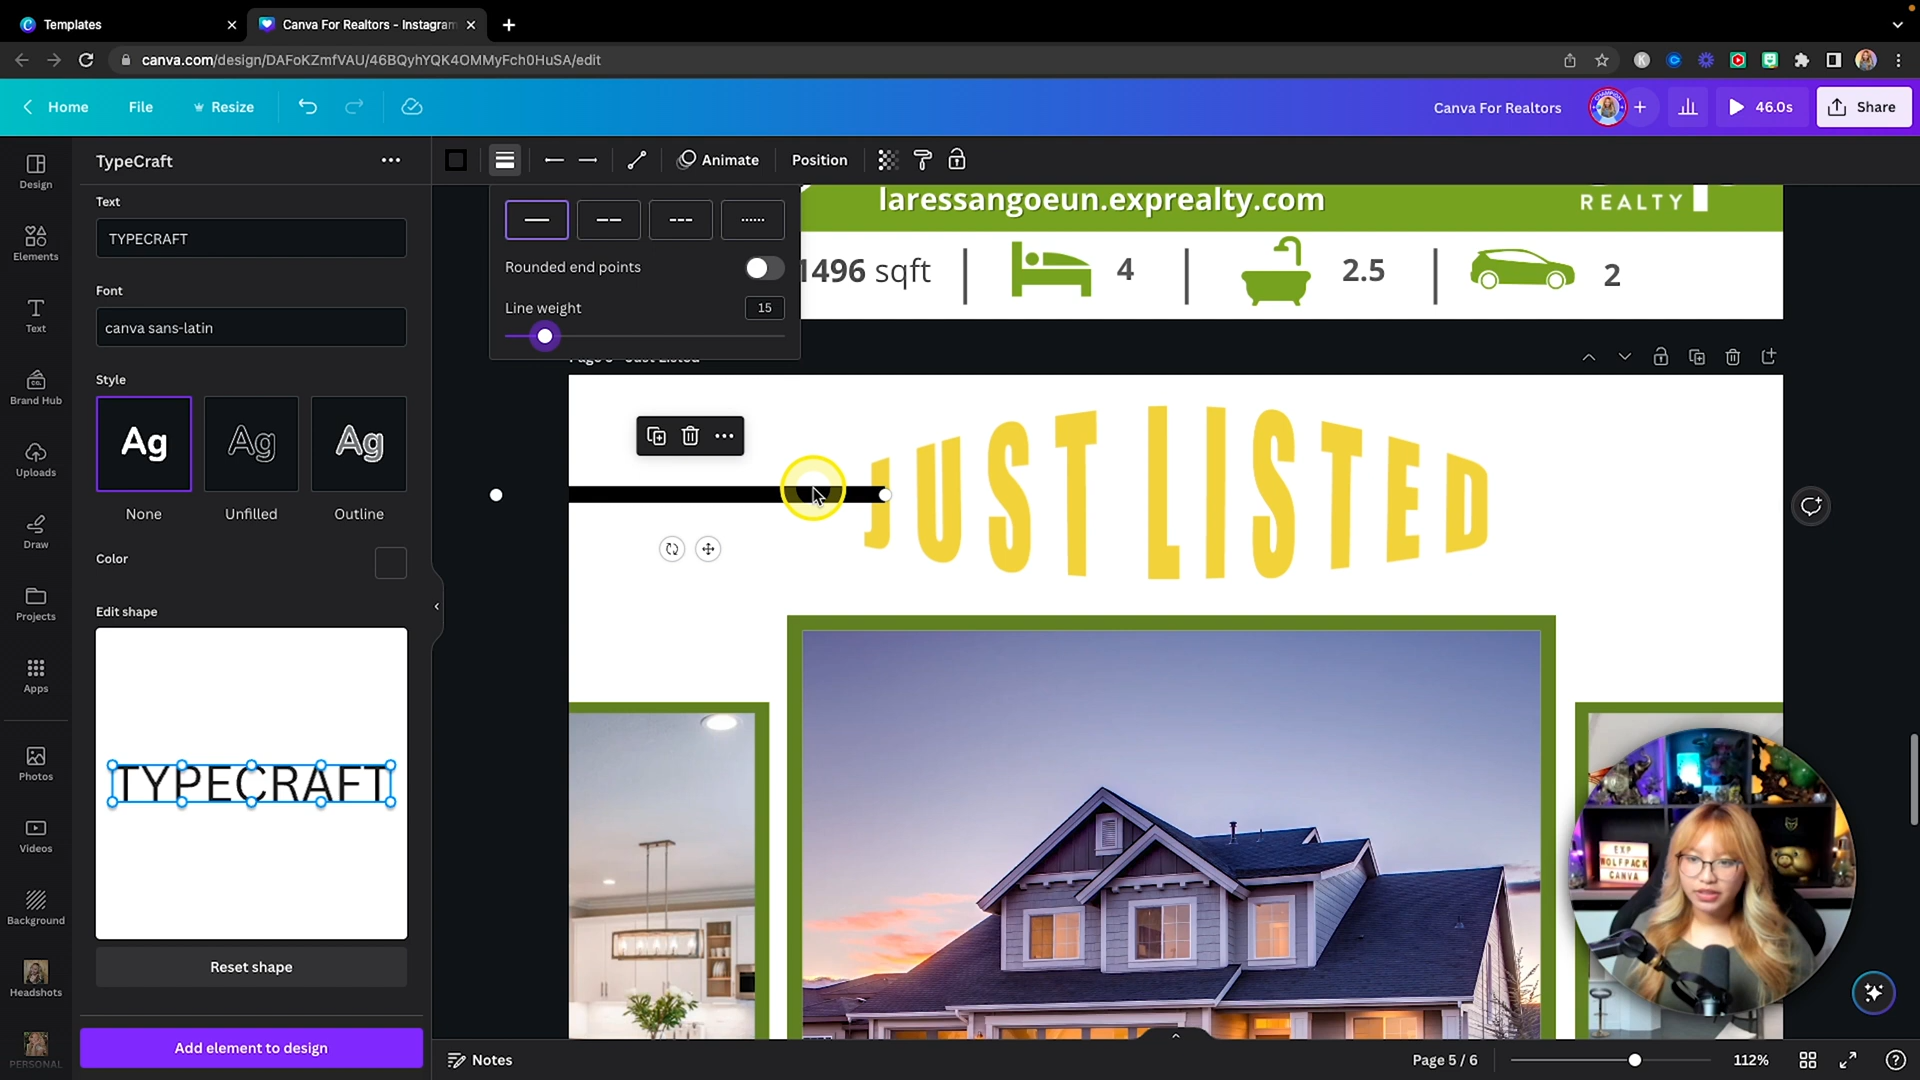 Templates
Canva For Realtors - Instagram
canva.com/design/DAFoKZmfVAU/46BQyhYQK4OMMyFch0HuSA/edit
Home
File
Resize
Canva For Realtors
46.0s
Share
Design
Elements
Text
Brand Hub
Uploads
Draw
Projects
Apps
Photos
Videos
Background
Headshots
PERSONAL
TypeCraft
Text
TYPECRAFT
Font
canva sans-latin
Style
Ag
Ag
Ag
None
Unfilled
Outline
Color
Edit shape
TYPECRAFT
Reset shape
Add element to design
Animate
Position
Rounded end points
Line weight
15
laressangoeun.exprealty.com
REALTY
1496 sqft
4
2.5
2
JUST LISTED
EXP
WOLFPACK
CANVA
Notes
Page 5 / 6
112%